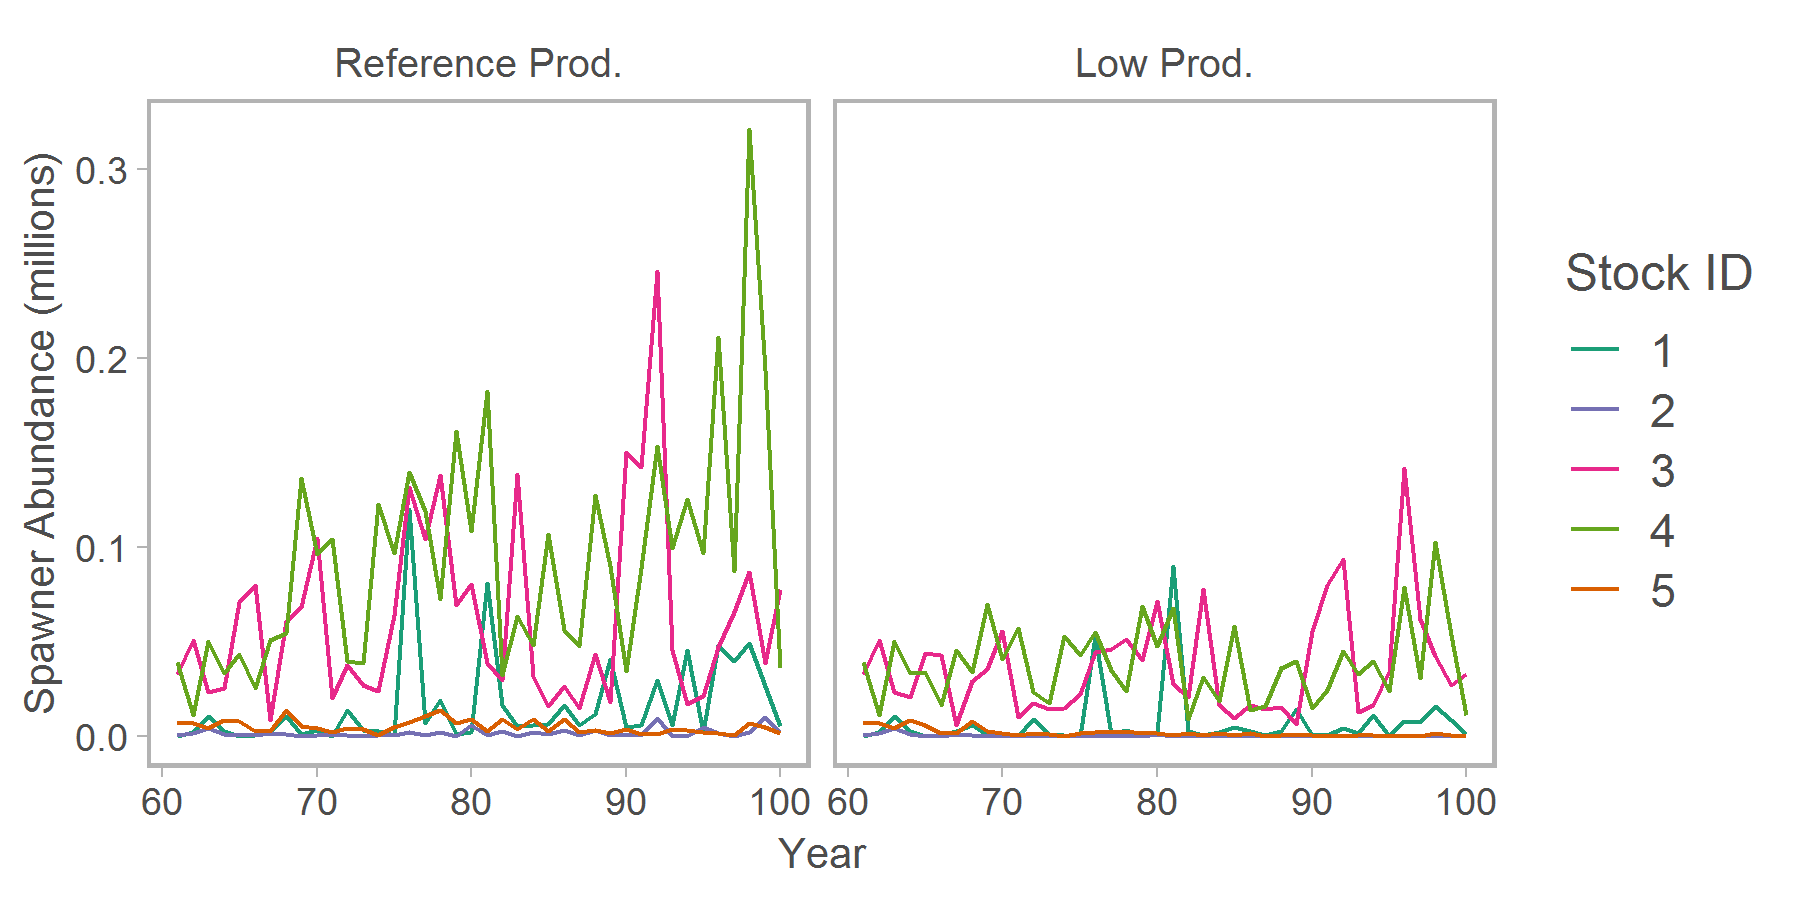 Reference Prod.
Low Prod.
Spawner Abundance (millions)
0.3
0.2
0.1
0.0
60 70 80 90 100
60 70 80 90 100
Year
Stock ID
1
2
3
4
5